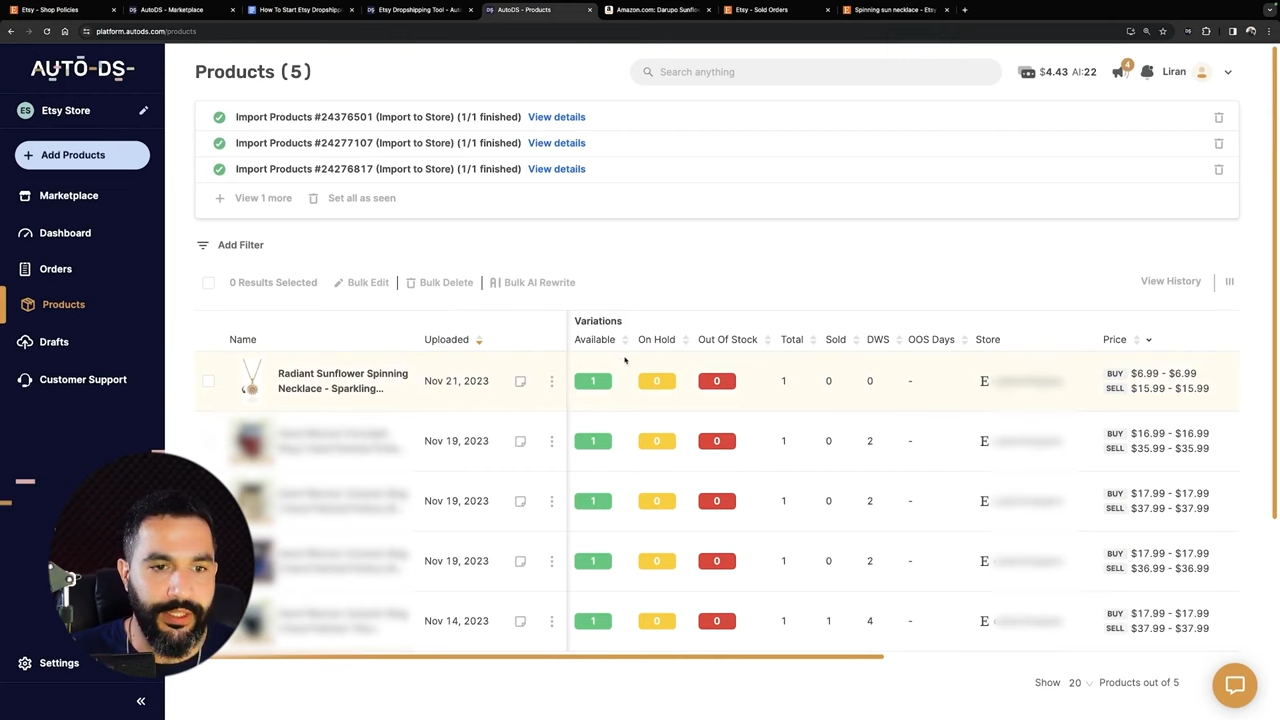 Etsy - Shop Policies
AutoDS - Marketplace
How To Start Etsy Dropshipp
Etsy Dropshipping Tool - Auto
AutoDS - Products
Amazon.com: Darupo Sunflo
Etsy - Sold Orders
Spinning sun necklace - Etsy
platform.autods.com/products
AUTO-DS-
Products (5)
Search anything
$4.43 AI:22
4
Liran
ES Etsy Store
Add Products
Marketplace
Dashboard
Orders
Products
Drafts
Customer Support
Settings
Import Products #24376501 (Import to Store) (1/1 finished) View details
Import Products #24277107 (Import to Store) (1/1 finished) View details
Import Products #24276817 (Import to Store) (1/1 finished) View details
View 1 more Set all as seen
Add Filter
0 Results Selected Bulk Edit Bulk Delete Bulk AI Rewrite View History
Variations
Name Uploaded Available On Hold Out Of Stock Total Sold DWS OOS Days Store Price
Radiant Sunflower Spinning
Necklace - Sparkling...
Nov 21, 2023 1 0 0 1 0 0 - E
BUY $6.99 - $6.99
SELL $15.99 - $15.99
Nov 19, 2023 1 0 0 1 0 2 - E
BUY $16.99 - $16.99
SELL $35.99 - $35.99
Nov 19, 2023 1 0 0 1 0 2 - E
BUY $17.99 - $17.99
SELL $37.99 - $37.99
Nov 19, 2023 1 0 0 1 0 2 - E
BUY $17.99 - $17.99
SELL $36.99 - $36.99
Nov 14, 2023 1 0 0 1 1 4 - E
BUY $17.99 - $17.99
SELL $37.99 - $37.99
Show 20 Products out of 5